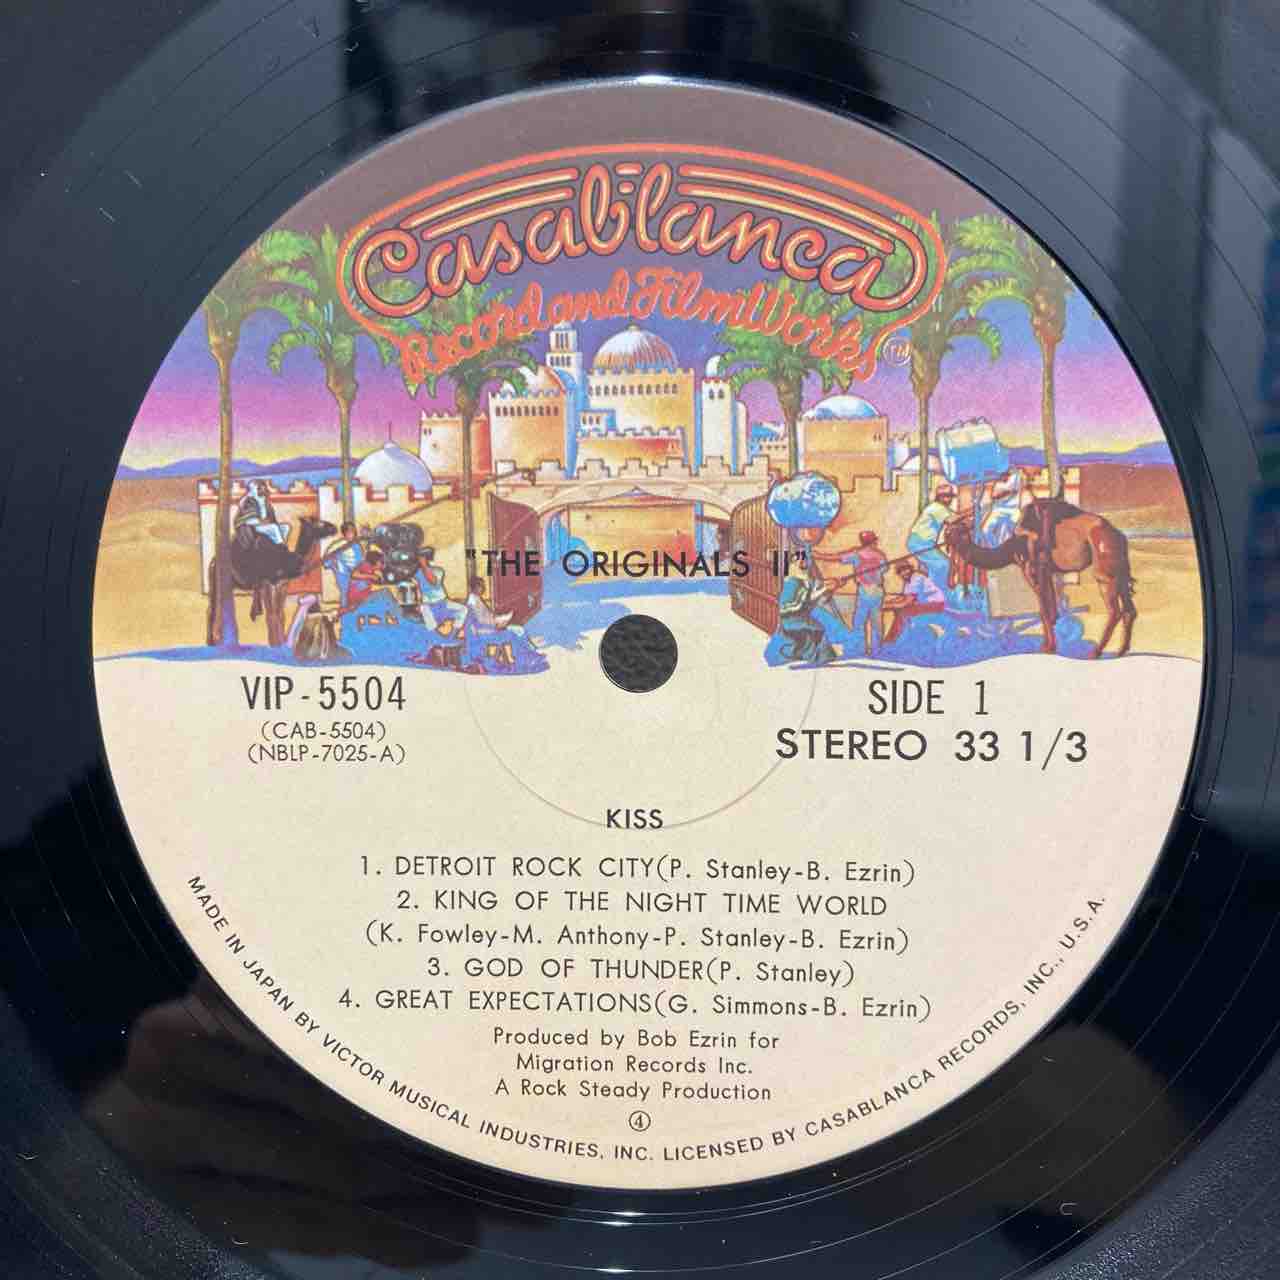 Casablanca
Record and FilmWorks TM
"THE ORIGINALS II"
VIP-5504
(CAB-5504)
(NBLP-7025-A)
SIDE 1
STEREO 33 1/3
KISS
1. DETROIT ROCK CITY(P. Stanley-B. Ezrin)
2. KING OF THE NIGHT TIME WORLD
(K. Fowley-M. Anthony-P. Stanley-B. Ezrin)
3. GOD OF THUNDER(P. Stanley)
4. GREAT EXPECTATIONS(G. Simmons-B. Ezrin)
Produced by Bob Ezrin for
Migration Records Inc.
A Rock Steady Production
④
MADE IN JAPAN BY VICTOR MUSICAL INDUSTRIES, INC. LICENSED BY CASABLANCA RECORDS, INC., U.S.A.